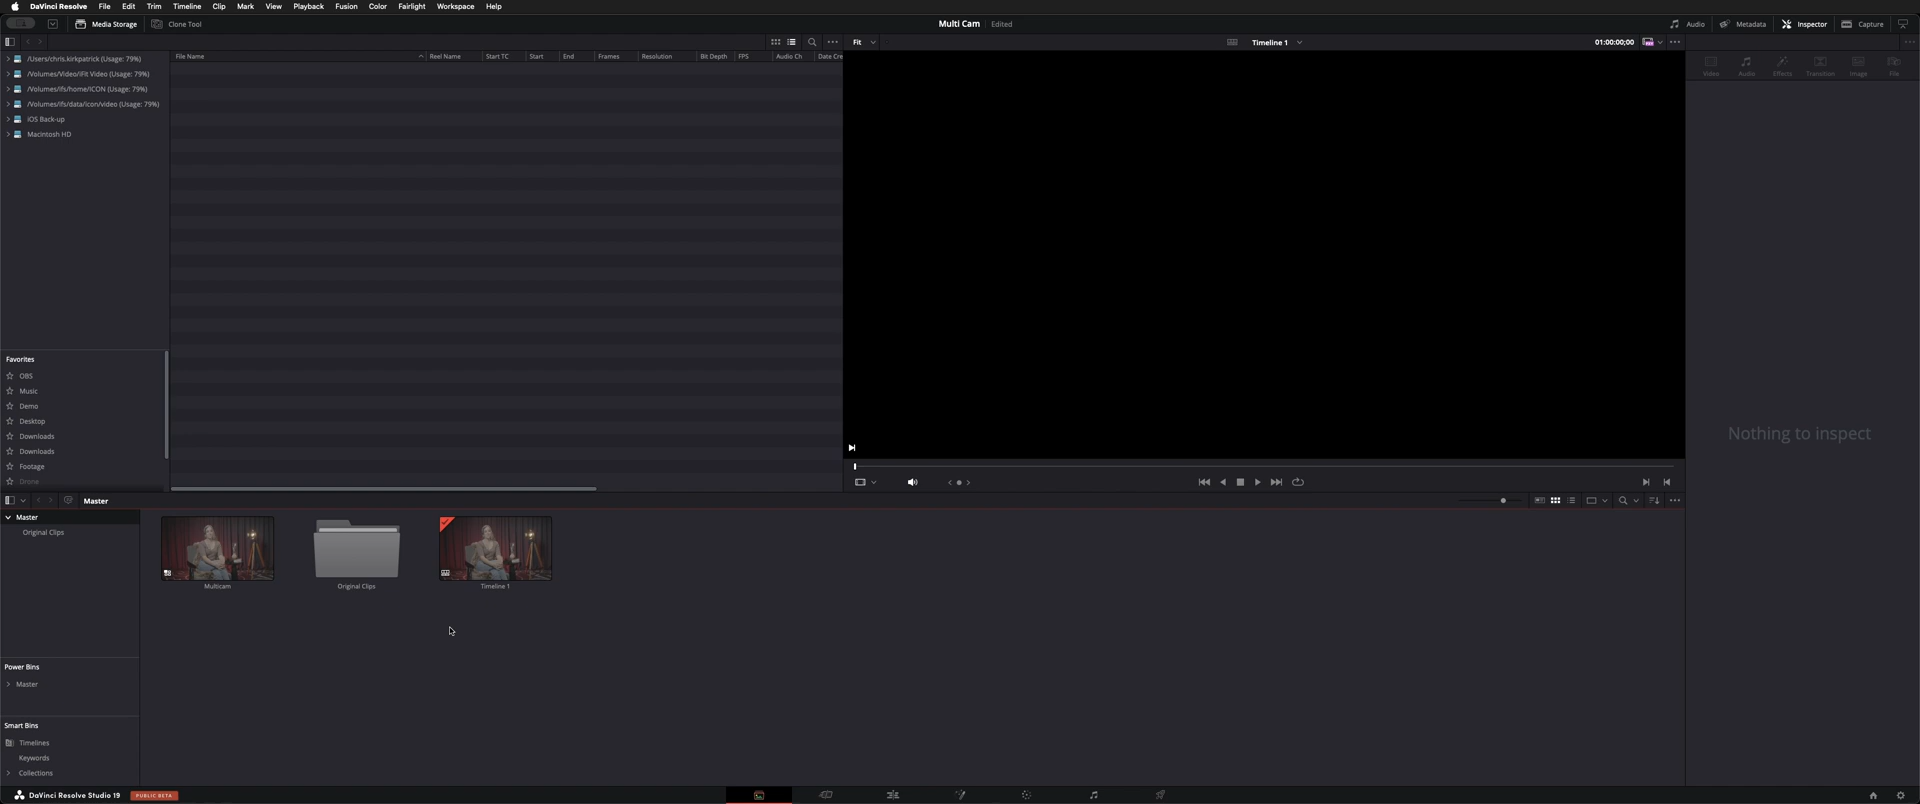 DaVinci Resolve File Edit Trim Timeline Clip Mark View Playback Fusion Color Fairlight Workspace Help
Media Storage Clone Tool Multi Cam Edited Audio Metadata Inspector Capture
Fit Timeline 1 01:00:00;00
File Name Reel Name Start TC Start End Frames Resolution Bit Depth FPS Audio Ch Date Cre
/Users/chris.kirkpatrick (Usage: 79%)
/Volumes/Video/iFit Video (Usage: 79%)
/Volumes/ifs/home/ICON (Usage: 79%)
/Volumes/ifs/data/icon/video (Usage: 79%)
iOS Back-up
Macintosh HD
Video Audio Effects Transition Image File
Nothing to inspect
Favorites
OBS
Music
Demo
Desktop
Downloads
Downloads
Footage
Drone
Master
Master
Original Clips
Multicam Original Clips Timeline 1
Power Bins
Master
Smart Bins
Timelines
Keywords
Collections
DaVinci Resolve Studio 19 PUBLIC BETA